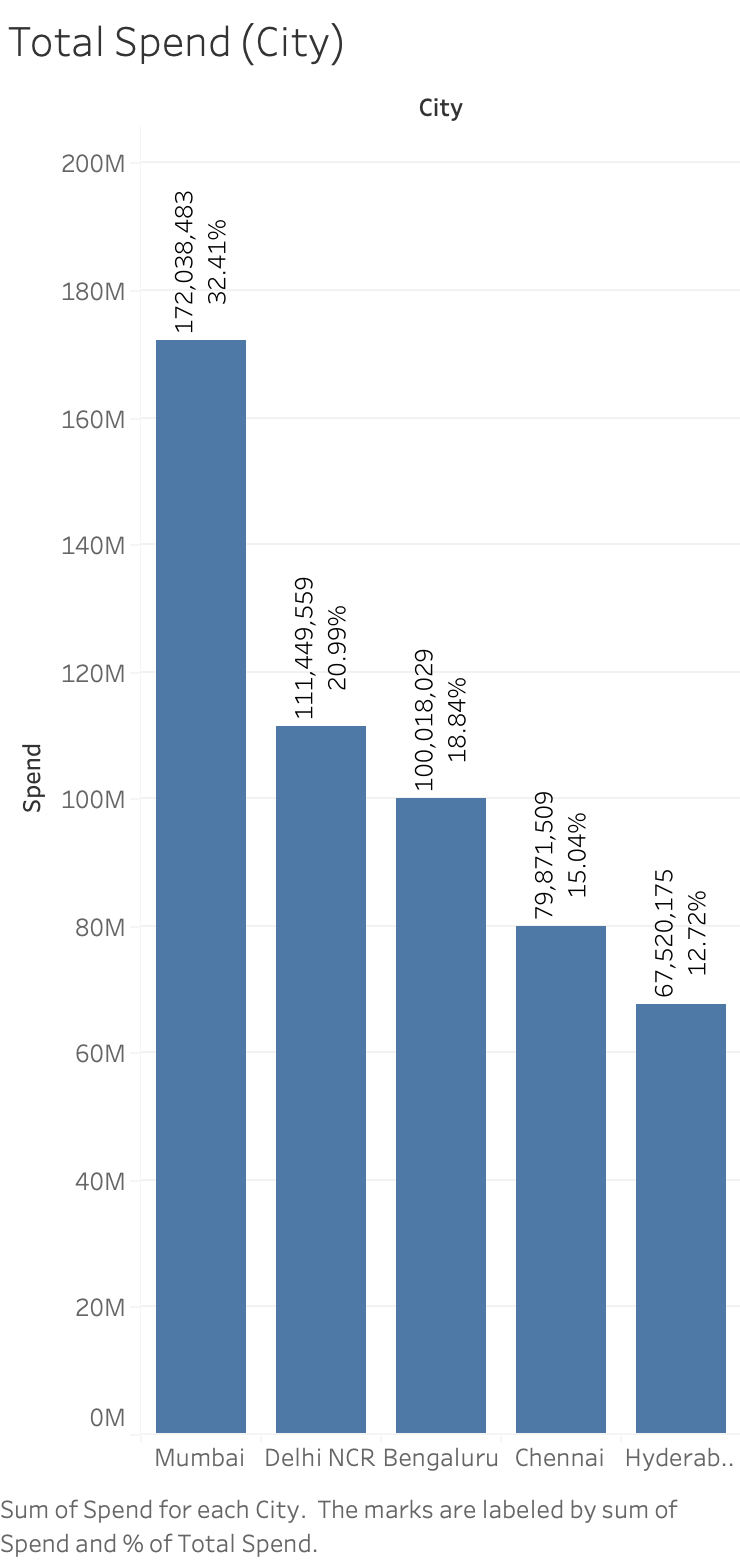 Total Spend (City)
City
200M
180M
160M
140M
120M
100M
80M
60M
40M
20M
0M
Spend
172,038,483
32.41%
111,449,559
20.99%
100,018,029
18.84%
79,871,509
15.04%
67,520,175
12.72%
Mumbai Delhi NCR Bengaluru Chennai Hyderab..
Sum of Spend for each City. The marks are labeled by sum of
Spend and % of Total Spend.